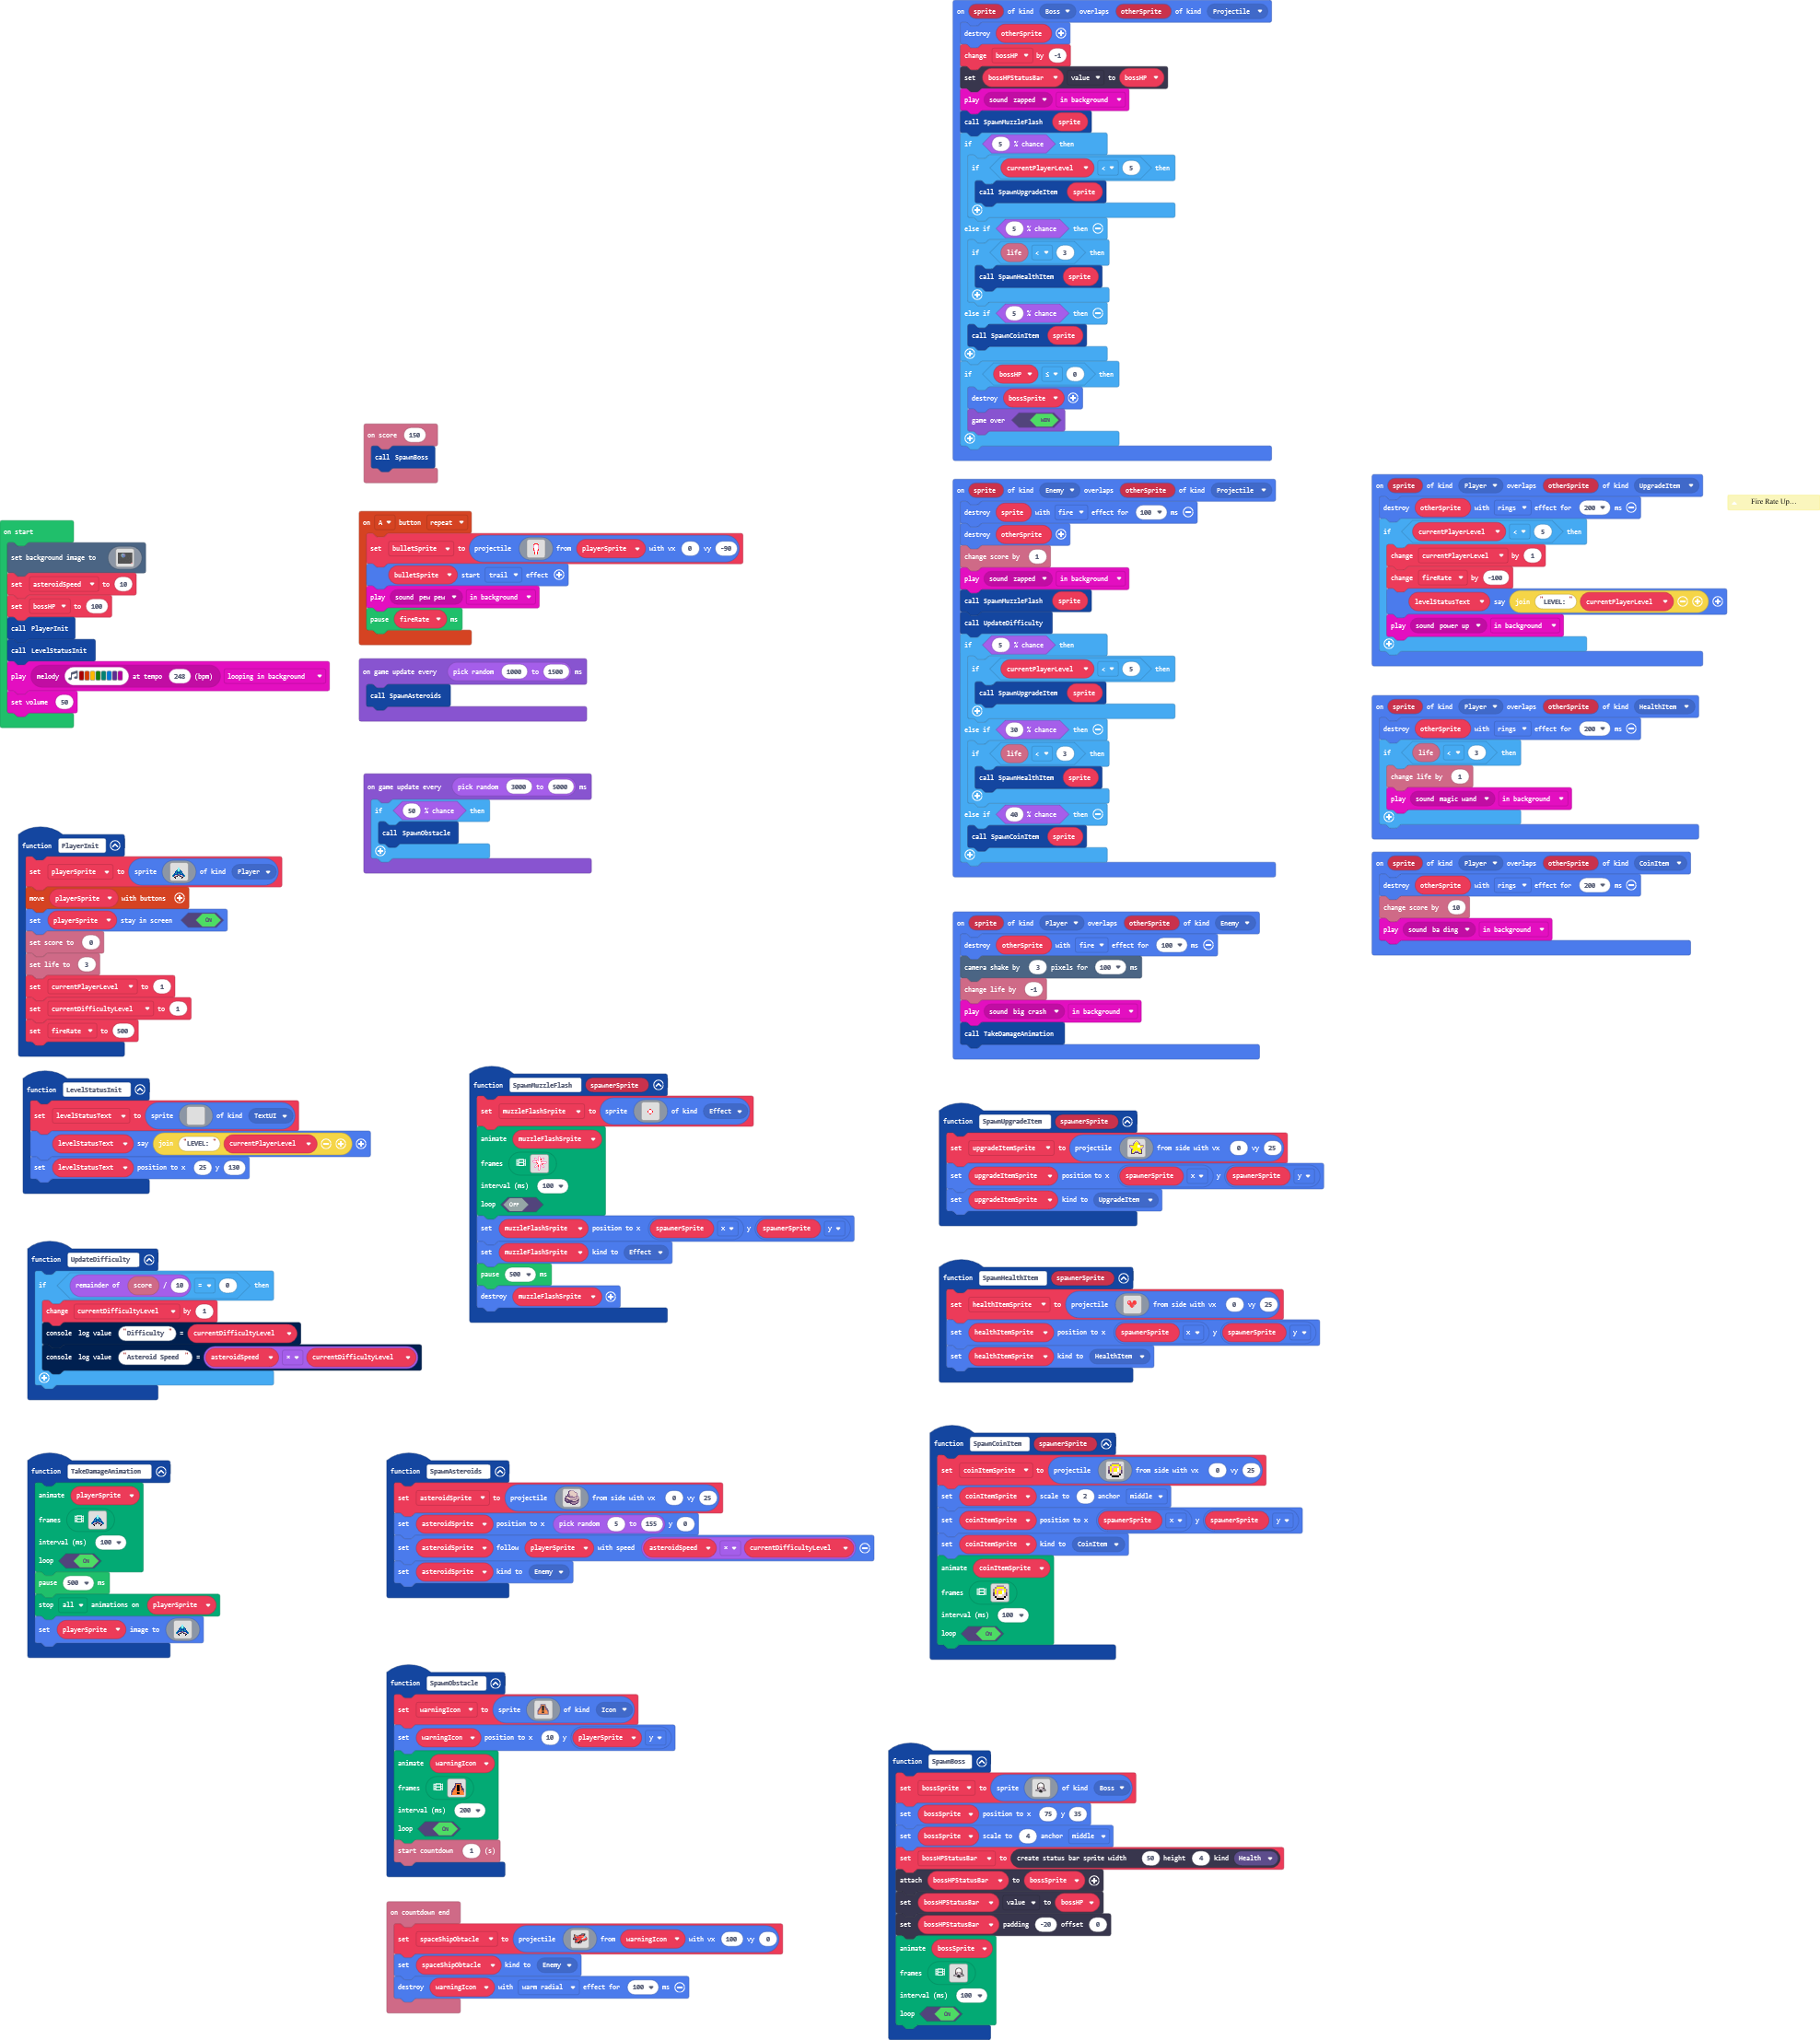 on start
set background image to
set asteroidSpeed to 10
set bossHP to 100
call PlayerInit
call LevelStatusInit
play melody at tempo 248 (bpm) looping in background
set volume 50
function PlayerInit
set playerSprite to sprite of kind Player
move playerSprite with buttons
set playerSprite stay in screen ON
set score to 0
set life to 3
set currentPlayerLevel to 1
set currentDifficultyLevel to 1
set fireRate to 500
function LevelStatusInit
set levelStatusText to sprite of kind TextUI
levelStatusText say join "LEVEL: " currentPlayerLevel
set levelStatusText position to x 25 y 130
function UpdateDifficulty
if remainder of score / 10 = 0 then
change currentDifficultyLevel by 1
console log value "Difficulty " = currentDifficultyLevel
console log value "Asteroid Speed " = asteroidSpeed × currentDifficultyLevel
function TakeDamageAnimation
animate playerSprite
frames
interval (ms) 100
loop ON
pause 500 ms
stop all animations on playerSprite
set playerSprite image to
on score 150
call SpawnBoss
on A button repeat
set bulletSprite to projectile from playerSprite with vx 0 vy -90
bulletSprite start trail effect
play sound pew pew in background
pause fireRate ms
on game update every pick random 1000 to 1500 ms
call SpawnAsteroids
on game update every pick random 3000 to 5000 ms
if 50 % chance then
call SpawnObstacle
function SpawnMuzzleFlash spawnerSprite
set muzzleFlashSrpite to sprite of kind Effect
animate muzzleFlashSrpite
frames
interval (ms) 100
loop OFF
set muzzleFlashSrpite position to x spawnerSprite x y spawnerSprite y
set muzzleFlashSrpite kind to Effect
pause 500 ms
destroy muzzleFlashSrpite
function SpawnAsteroids
set asteroidSprite to projectile from side with vx 0 vy 25
set asteroidSprite position to x pick random 5 to 155 y 0
set asteroidSprite follow playerSprite with speed asteroidSpeed × currentDifficultyLevel
set asteroidSprite kind to Enemy
function SpawnObstacle
set warningIcon to sprite of kind Icon
set warningIcon position to x 10 y playerSprite y
animate warningIcon
frames
interval (ms) 200
loop ON
start countdown 1 (s)
on countdown end
set spaceShipObtacle to projectile from warningIcon with vx 100 vy 0
set spaceShipObtacle kind to Enemy
destroy warningIcon with warm radial effect for 100 ms
on sprite of kind Boss overlaps otherSprite of kind Projectile
destroy otherSprite
change bossHP by -1
set bossHPStatusBar value to bossHP
play sound zapped in background
call SpawnMuzzleFlash sprite
if 5 % chance then
if currentPlayerLevel < 5 then
call SpawnUpgradeItem sprite
else if 5 % chance then
if life < 3 then
call SpawnHealthItem sprite
else if 5 % chance then
call SpawnCoinItem sprite
if bossHP ≤ 0 then
destroy bossSprite
game over WIN
on sprite of kind Enemy overlaps otherSprite of kind Projectile
destroy sprite with fire effect for 100 ms
destroy otherSprite
change score by 1
play sound zapped in background
call SpawnMuzzleFlash sprite
call UpdateDifficulty
if 5 % chance then
if currentPlayerLevel < 5 then
call SpawnUpgradeItem sprite
else if 30 % chance then
if life < 3 then
call SpawnHealthItem sprite
else if 40 % chance then
call SpawnCoinItem sprite
on sprite of kind Player overlaps otherSprite of kind Enemy
destroy otherSprite with fire effect for 100 ms
camera shake by 3 pixels for 100 ms
change life by -1
play sound big crash in background
call TakeDamageAnimation
function SpawnUpgradeItem spawnerSprite
set upgradeItemSprite to projectile from side with vx 0 vy 25
set upgradeItemSprite position to x spawnerSprite x y spawnerSprite y
set upgradeItemSprite kind to UpgradeItem
function SpawnHealthItem spawnerSprite
set healthItemSprite to projectile from side with vx 0 vy 25
set healthItemSprite position to x spawnerSprite x y spawnerSprite y
set healthItemSprite kind to HealthItem
function SpawnCoinItem spawnerSprite
set coinItemSprite to projectile from side with vx 0 vy 25
set coinItemSprite scale to 2 anchor middle
set coinItemSprite position to x spawnerSprite x y spawnerSprite y
set coinItemSprite kind to CoinItem
animate coinItemSprite
frames
interval (ms) 100
loop ON
function SpawnBoss
set bossSprite to sprite of kind Boss
set bossSprite position to x 75 y 35
set bossSprite scale to 4 anchor middle
set bossHPStatusBar to create status bar sprite width 50 height 4 kind Health
attach bossHPStatusBar to bossSprite
set bossHPStatusBar value to bossHP
set bossHPStatusBar padding -20 offset 0
animate bossSprite
frames
interval (ms) 100
loop ON
on sprite of kind Player overlaps otherSprite of kind UpgradeItem
destroy otherSprite with rings effect for 200 ms
if currentPlayerLevel < 5 then
change currentPlayerLevel by 1
change fireRate by -100
levelStatusText say join "LEVEL: " currentPlayerLevel
play sound power up in background
Fire Rate Up...
on sprite of kind Player overlaps otherSprite of kind HealthItem
destroy otherSprite with rings effect for 200 ms
if life < 3 then
change life by 1
play sound magic wand in background
on sprite of kind Player overlaps otherSprite of kind CoinItem
destroy otherSprite with rings effect for 200 ms
change score by 10
play sound ba ding in background